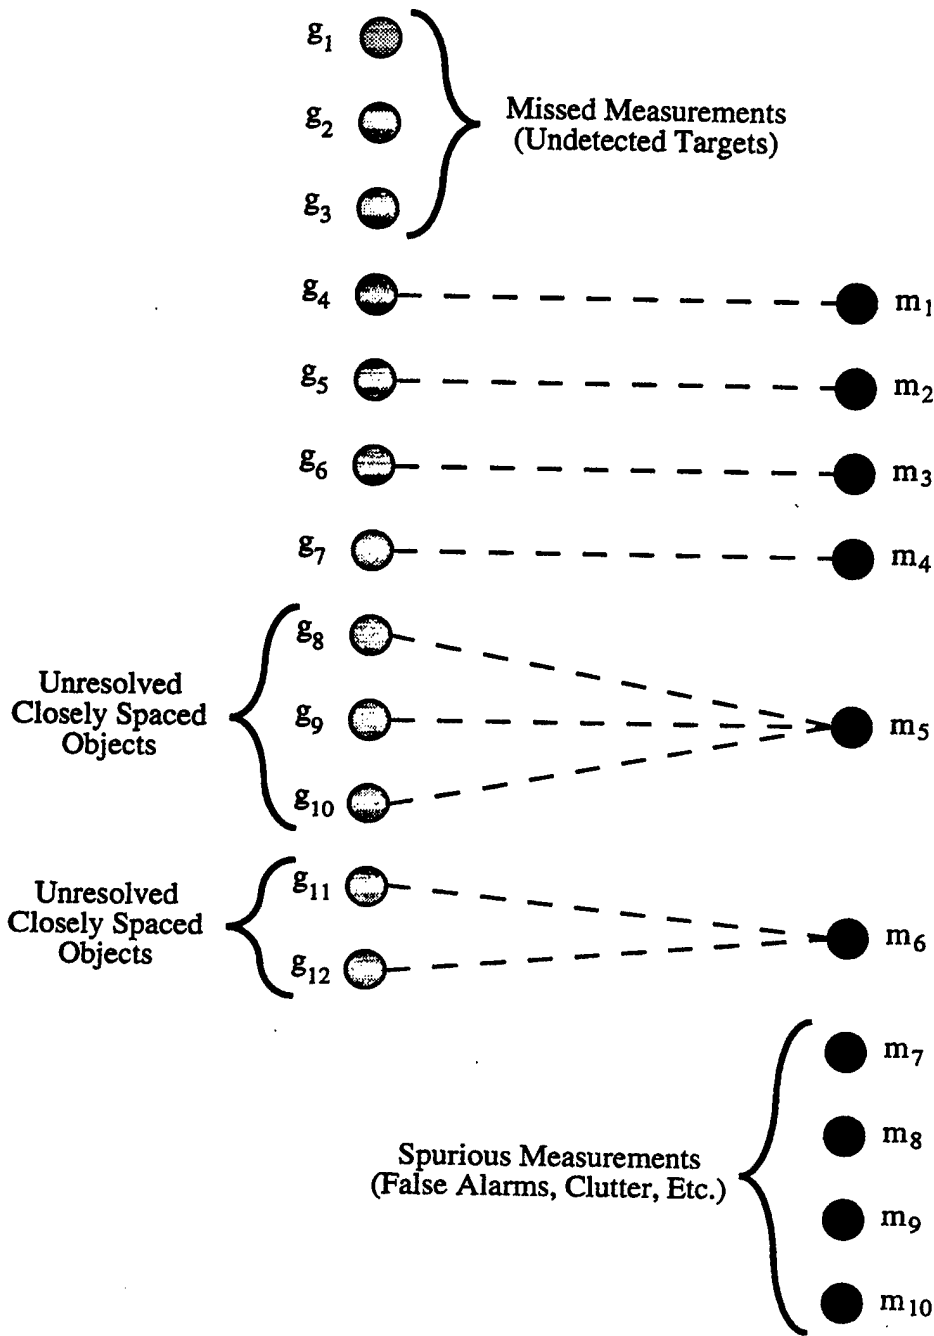 g1
Missed Measurements
(Undetected Targets)
g2
g3
g4 m1
g5 m2
g6 m3
g7 m4
g8
Unresolved
Closely Spaced
Objects
g9 m5
g10
g11
Unresolved
Closely Spaced
Objects
m6
g12
m7
m8
Spurious Measurements
(False Alarms, Clutter, Etc.)
m9
m10